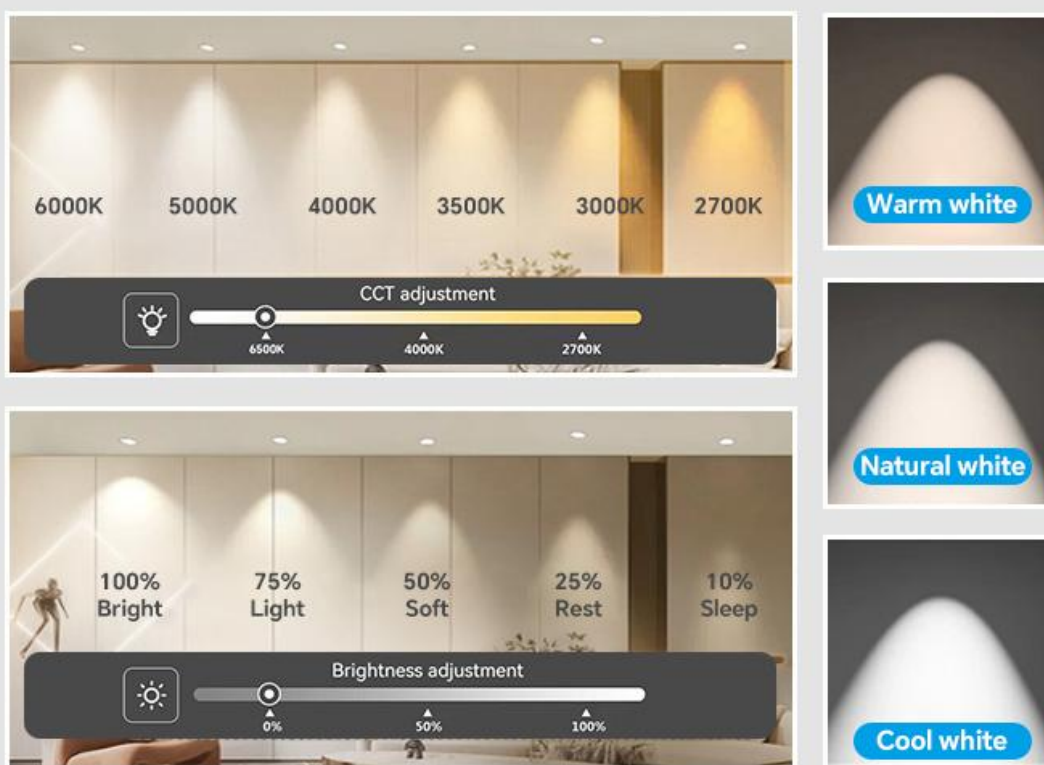 6000K 5000K 4000K 3500K 3000K 2700K
CCT adjustment
6500K 4000K 2700K
Warm white
Natural white
100% 75% 50% 25% 10%
Bright Light Soft Rest Sleep
Brightness adjustment
0% 50% 100%
Cool white